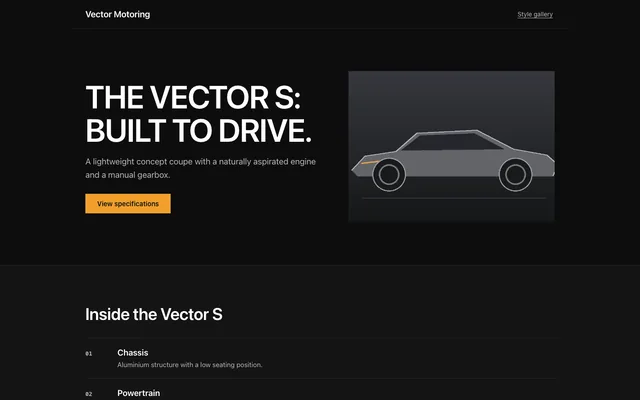 Vector Motoring
Style gallery
THE VECTOR S:
BUILT TO DRIVE.
A lightweight concept coupe with a naturally aspirated engine
and a manual gearbox.
View specifications
Inside the Vector S
01
Chassis
Aluminium structure with a low seating position.
02
Powertrain